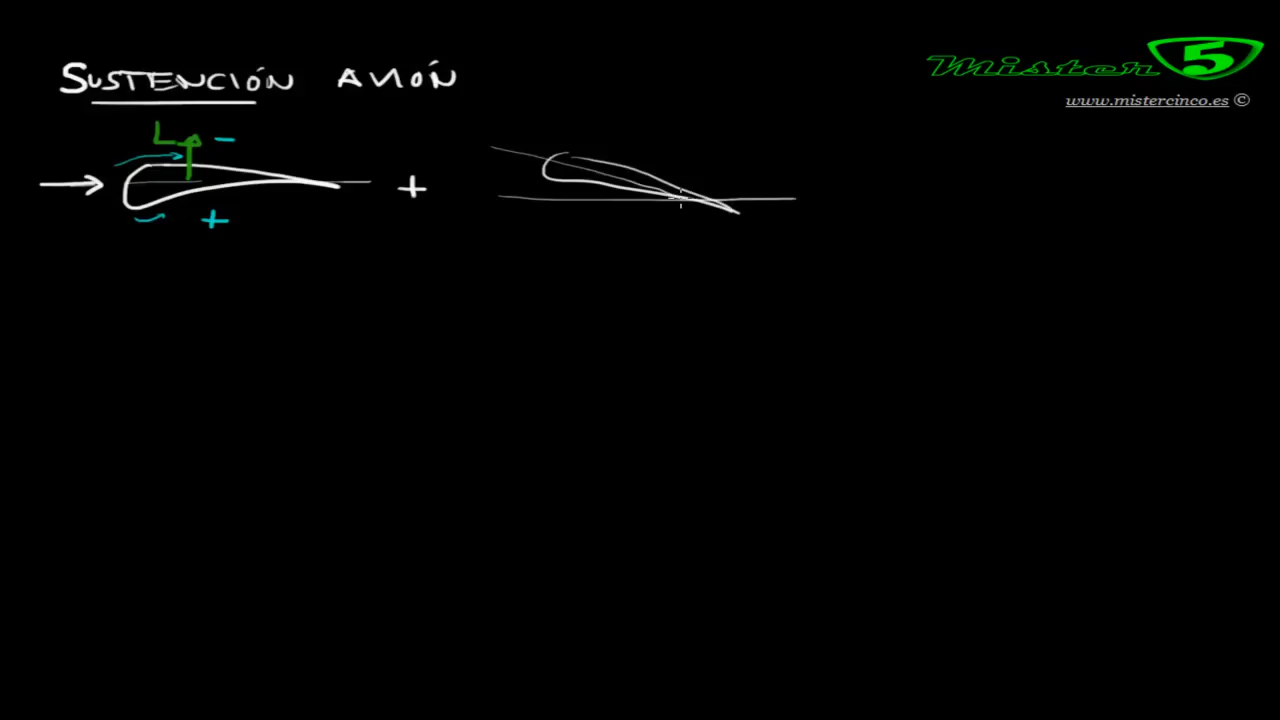 SUSTENCIÓN AVIÓN
Mister 5
www.mistercinco.es ©
L -
+
+